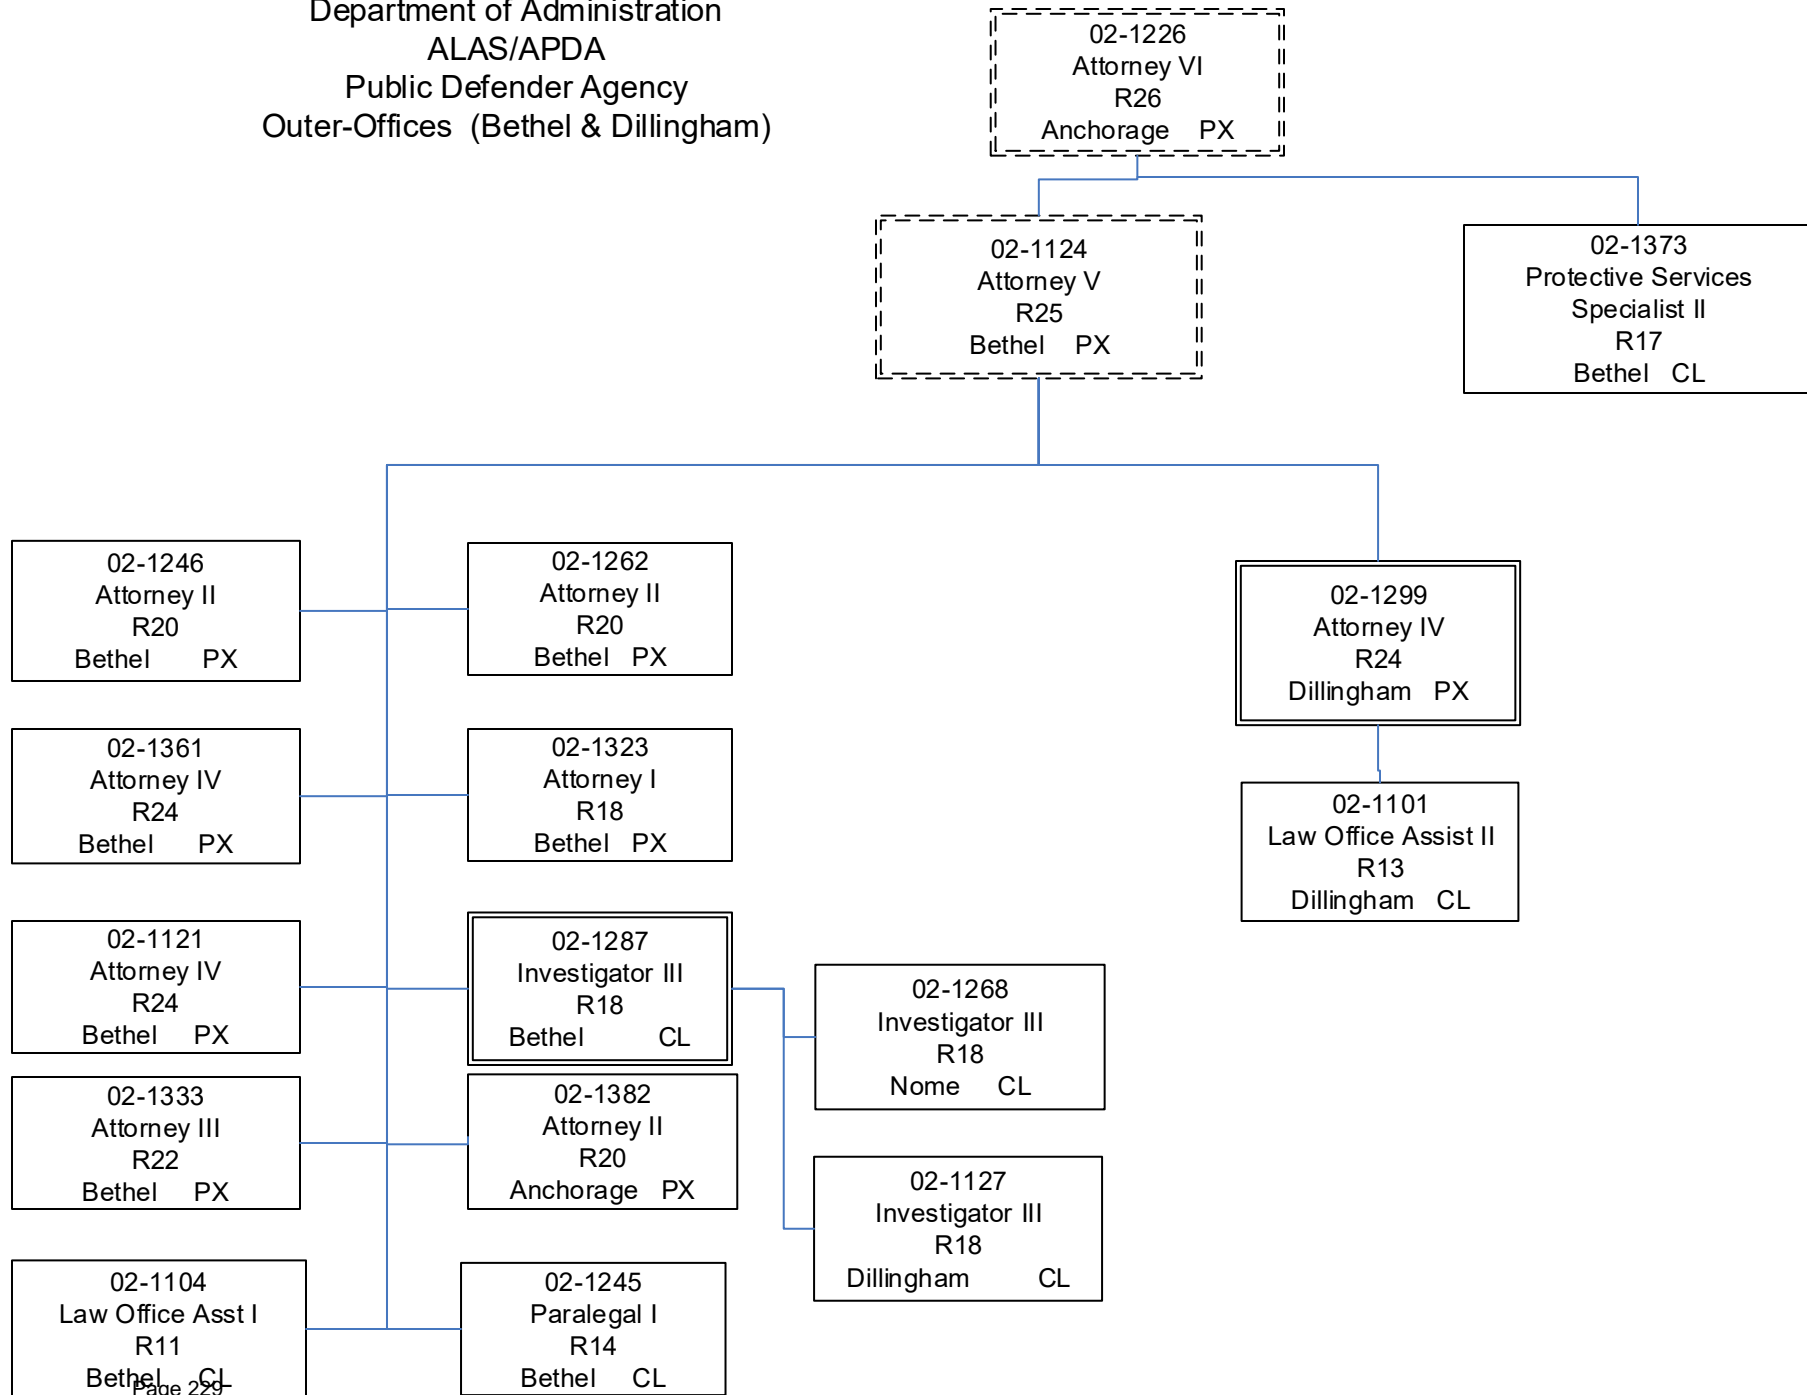 Department of Administration
ALAS/APDA
Public Defender Agency
Outer-Offices (Bethel & Dillingham)
02-1226
Attorney VI
R26
Anchorage PX
02-1124
Attorney V
R25
Bethel PX
02-1373
Protective Services
Specialist II
R17
Bethel CL
02-1246
Attorney II
R20
Bethel PX
02-1262
Attorney II
R20
Bethel PX
02-1299
Attorney IV
R24
Dillingham PX
02-1361
Attorney IV
R24
Bethel PX
02-1323
Attorney I
R18
Bethel PX
02-1101
Law Office Assist II
R13
Dillingham CL
02-1121
Attorney IV
R24
Bethel PX
02-1287
Investigator III
R18
Bethel CL
02-1268
Investigator III
R18
Nome CL
02-1333
Attorney III
R22
Bethel PX
02-1382
Attorney II
R20
Anchorage PX
02-1127
Investigator III
R18
Dillingham CL
02-1104
Law Office Asst I
R11
Bethel CL
02-1245
Paralegal I
R14
Bethel CL
Page 229